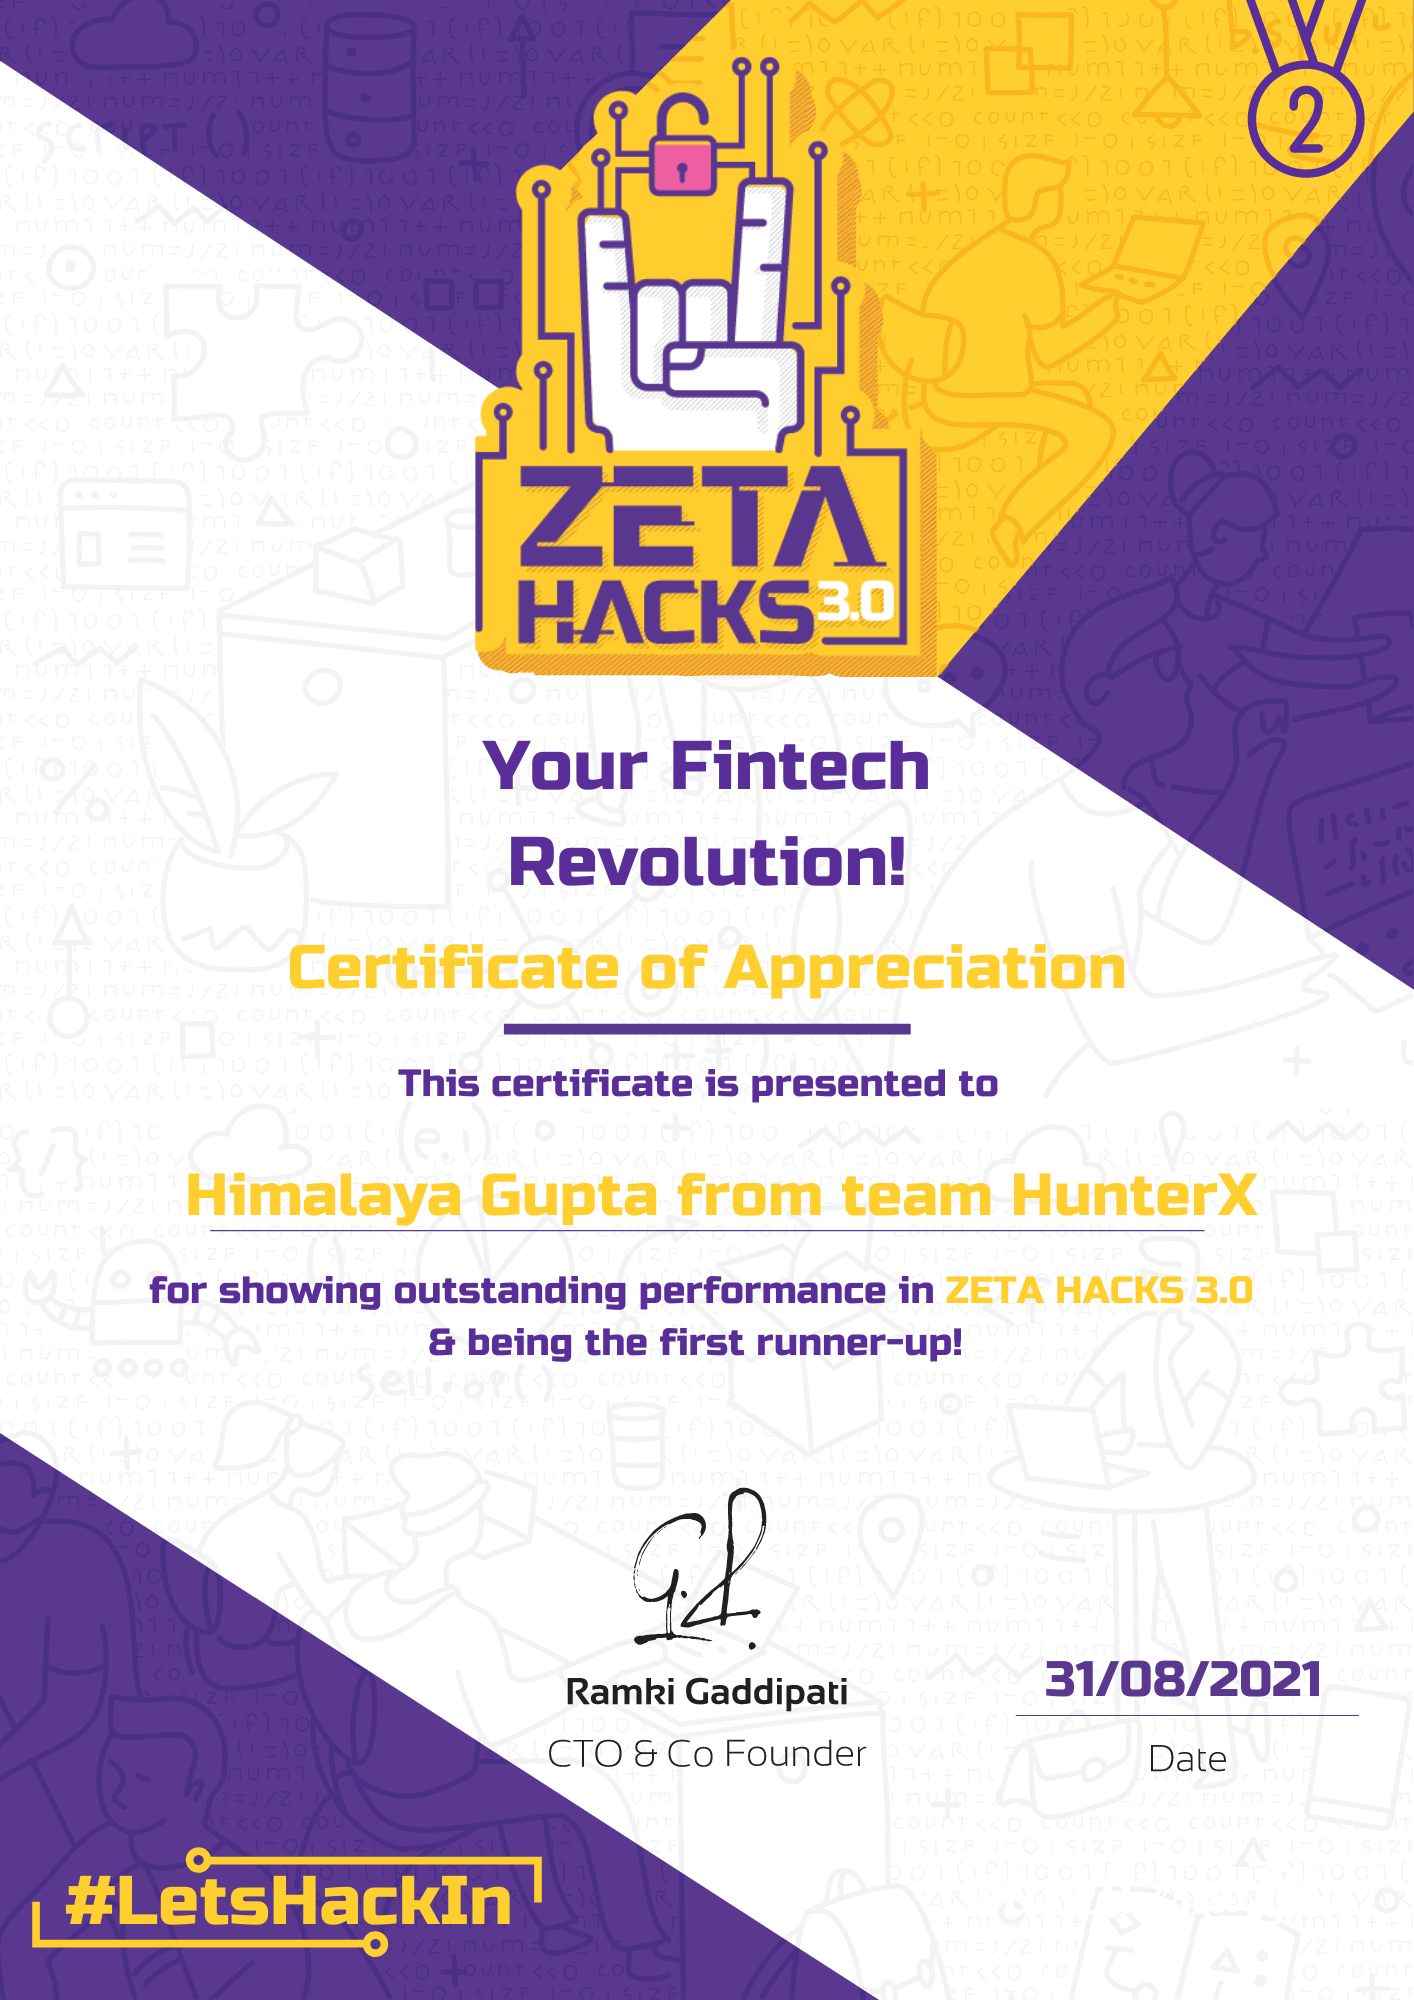 2
ZETA
HACKS 3.0
Your Fintech
Revolution!
Certificate of Appreciation
This certificate is presented to
Himalaya Gupta from team HunterX
for showing outstanding performance in ZETA HACKS 3.0
& being the first runner-up!
Ramki Gaddipati
CTO & Co Founder
31/08/2021
Date
#LetsHackIn